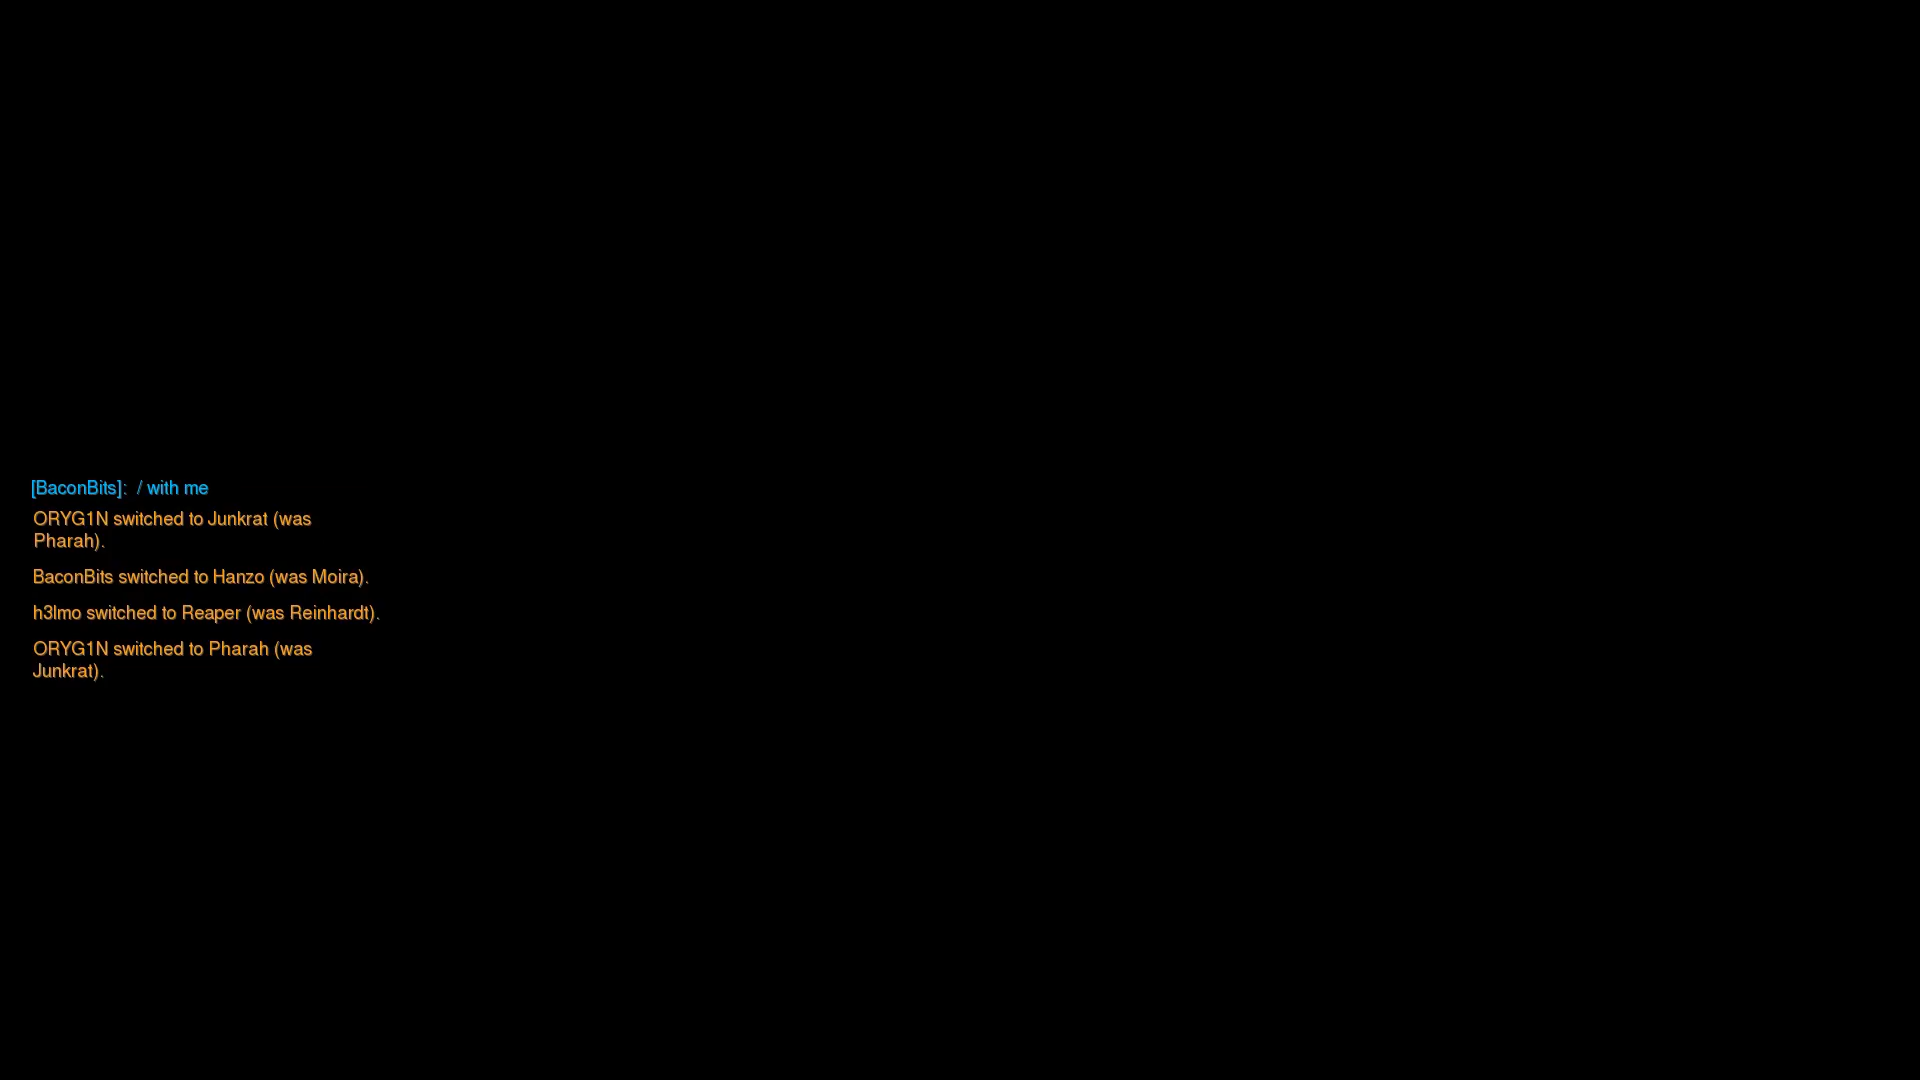 [BaconBits]: / with me
ORYG1N switched to Junkrat (was
Pharah).
BaconBits switched to Hanzo (was Moira).
h3lmo switched to Reaper (was Reinhardt).
ORYG1N switched to Pharah (was
Junkrat).